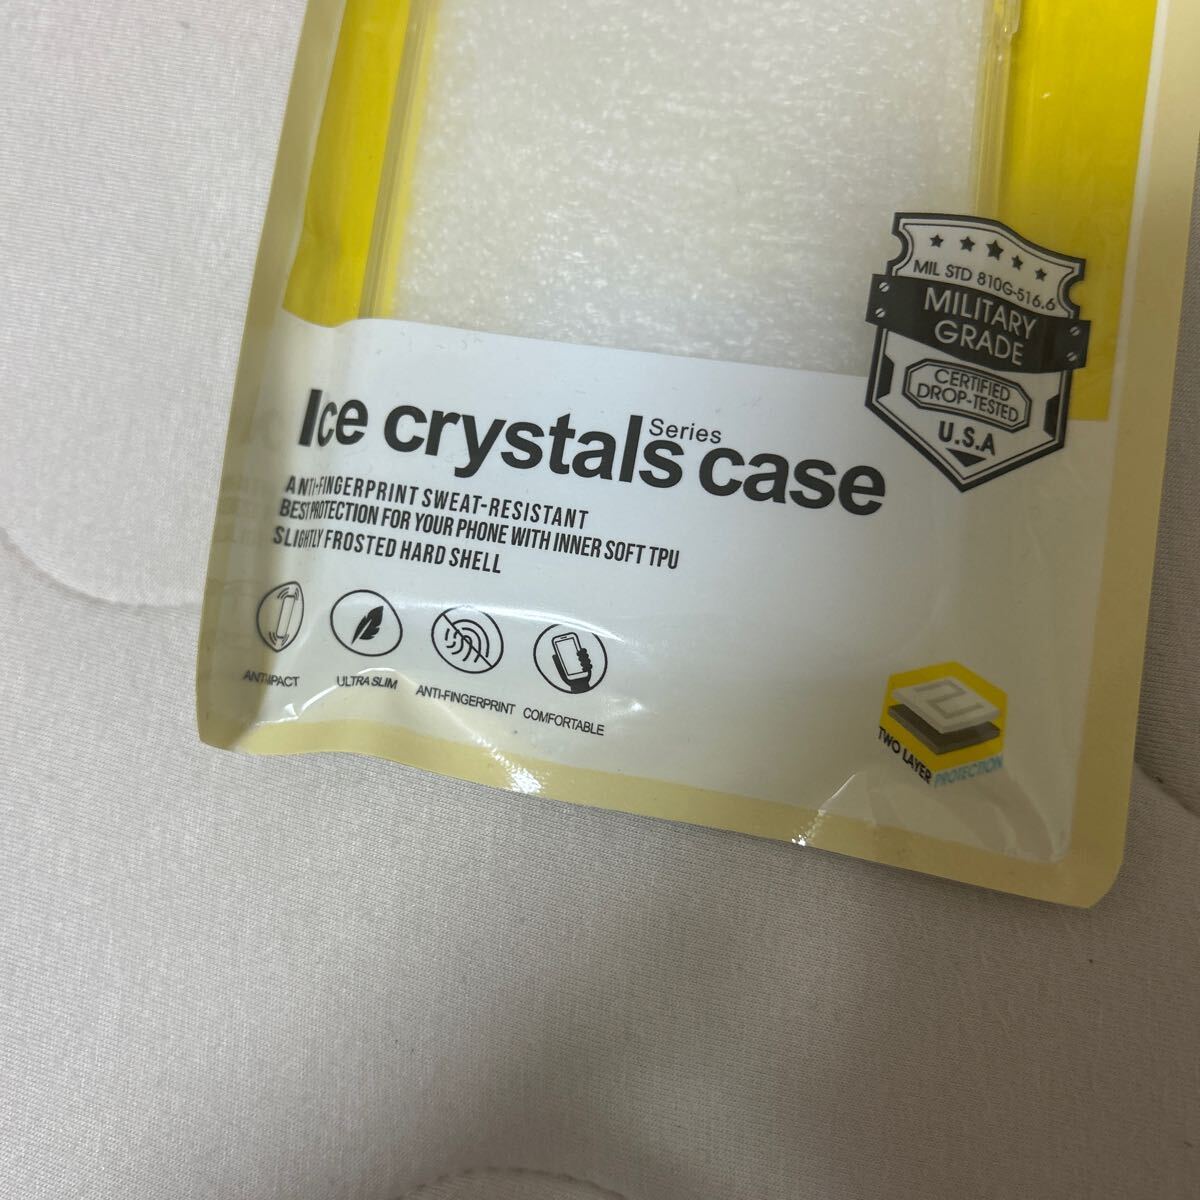 MIL STD 810G-516.6
MILITARY
GRADE
CERTIFIED
DROP-TESTED
U.S.A
Ice crystals Series case
ANTI-FINGERPRINT SWEAT-RESISTANT
BEST PROTECTION FOR YOUR PHONE WITH INNER SOFT TPU
SLIGHTLY FROSTED HARD SHELL
ULTRA SLIM
ANTI-FINGERPRINT
COMFORTABLE
TWO LAYER PROTECTION